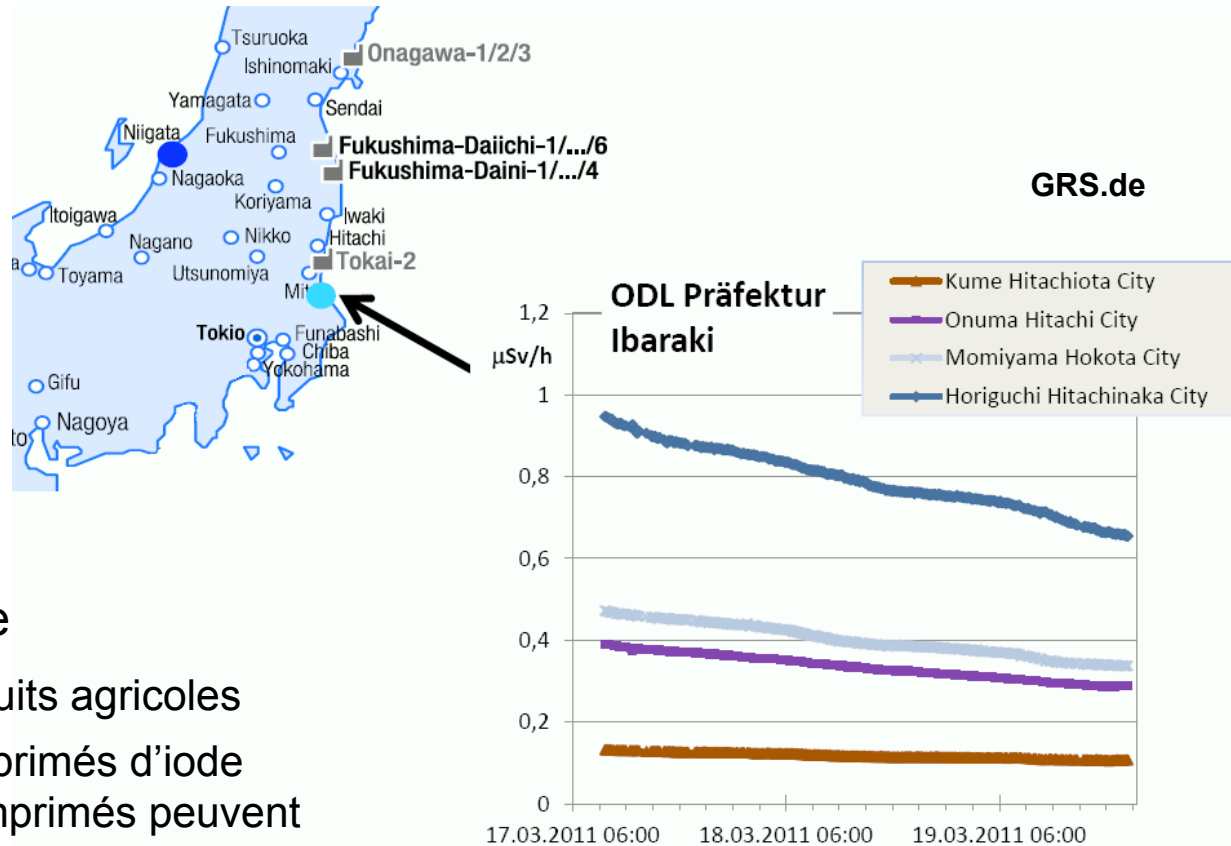 Tsuruoka
Onagawa-1/2/3
Ishinomaki
Yamagata
Sendai
Niigata
Fukushima
Fukushima-Daiichi-1/.../6
Fukushima-Daini-1/.../4
Nagaoka
Koriyama
Iwaki
Itoigawa
Nikko
Hitachi
Nagano
Tokai-2
a
Toyama
Utsunomiya
Mit
Tokio
Funabashi
Chiba
Yokohama
Gifu
Nagoya
to
GRS.de
ODL Präfektur
Ibaraki
µSv/h
Kume Hitachiota City
Onuma Hitachi City
Momiyama Hokota City
Horiguchi Hitachinaka City
1,2
1
0,8
0,6
0,4
0,2
0
17.03.2011 06:00 18.03.2011 06:00 19.03.2011 06:00
e
uits agricoles
primés d’iode
mprimés peuvent